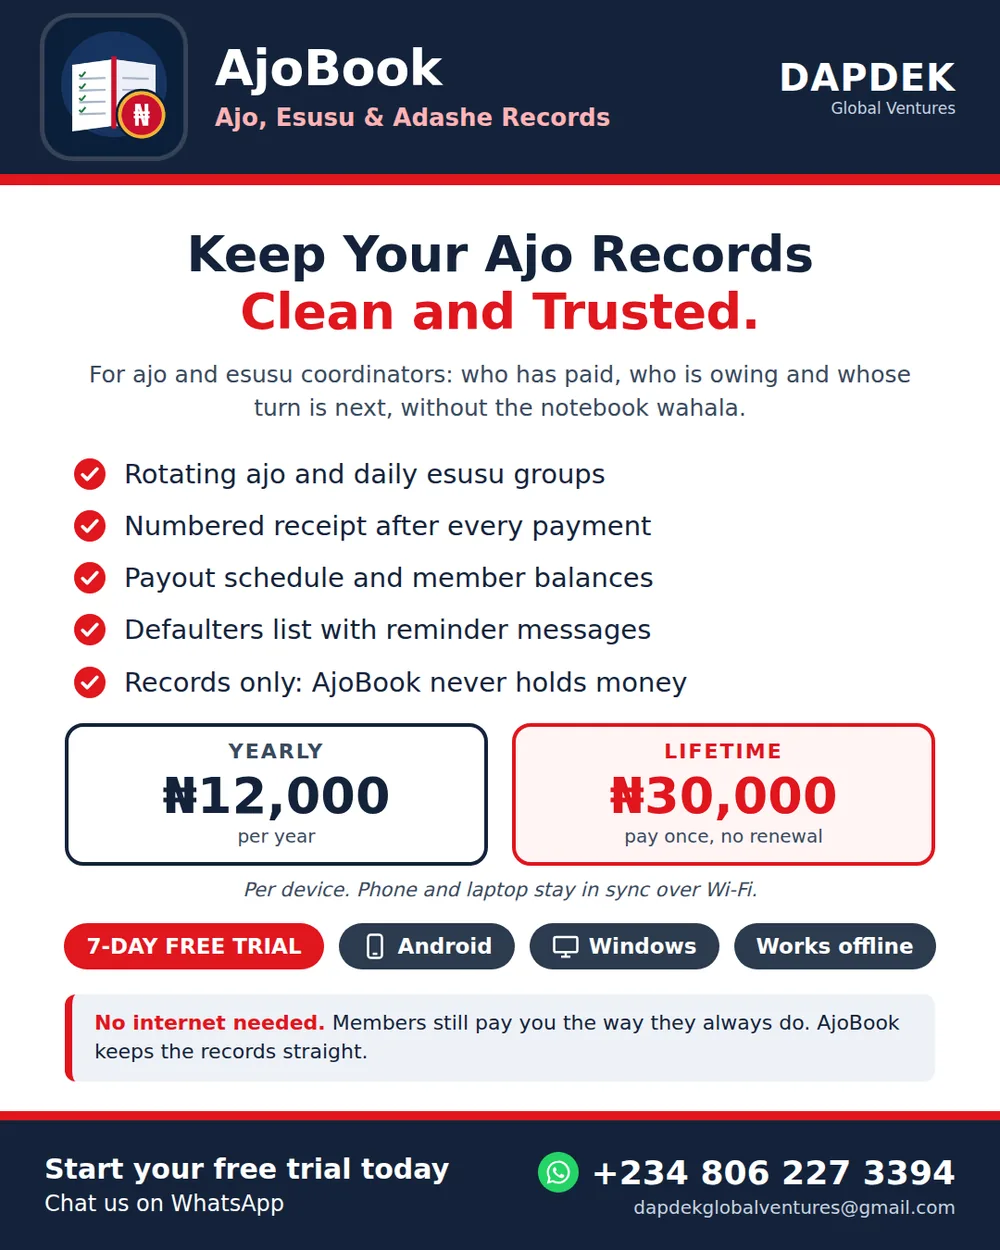 AjoBook
Ajo, Esusu & Adashe Records
DAPDEK
Global Ventures
₦
Keep Your Ajo Records
Clean and Trusted.
For ajo and esusu coordinators: who has paid, who is owing and whose
turn is next, without the notebook wahala.
Rotating ajo and daily esusu groups
Numbered receipt after every payment
Payout schedule and member balances
Defaulters list with reminder messages
Records only: AjoBook never holds money
YEARLY
₦12,000
per year
LIFETIME
₦30,000
pay once, no renewal
Per device. Phone and laptop stay in sync over Wi-Fi.
7-DAY FREE TRIAL
Android
Windows
Works offline
No internet needed. Members still pay you the way they always do. AjoBook
keeps the records straight.
Start your free trial today
Chat us on WhatsApp
+234 806 227 3394
dapdekglobalventures@gmail.com